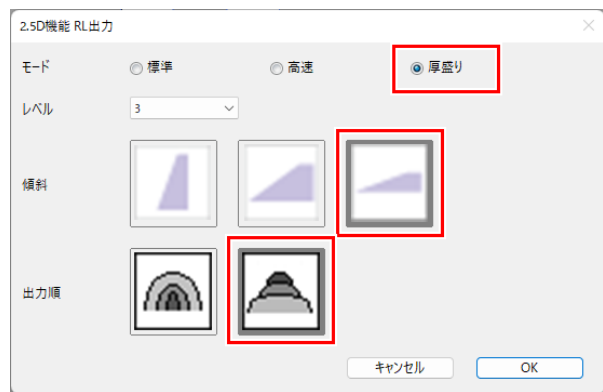 2.5D機能 RL出力
モード 標準 高速 厚盛り
レベル 3
傾斜
出力順
キャンセル OK